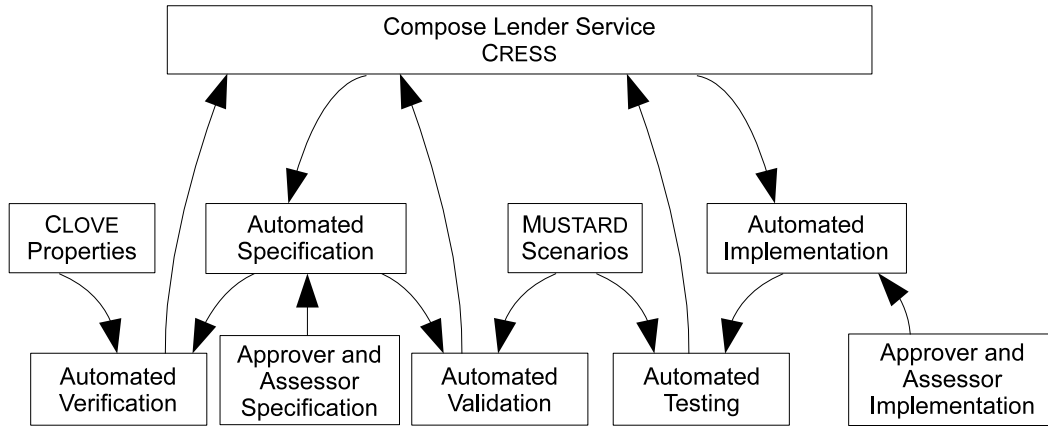 Compose Lender Service
CRESS
CLOVE
Properties
Automated
Specification
MUSTARD
Scenarios
Automated
Implementation
Automated
Verification
Approver and
Assessor
Specification
Automated
Validation
Automated
Testing
Approver and
Assessor
Implementation